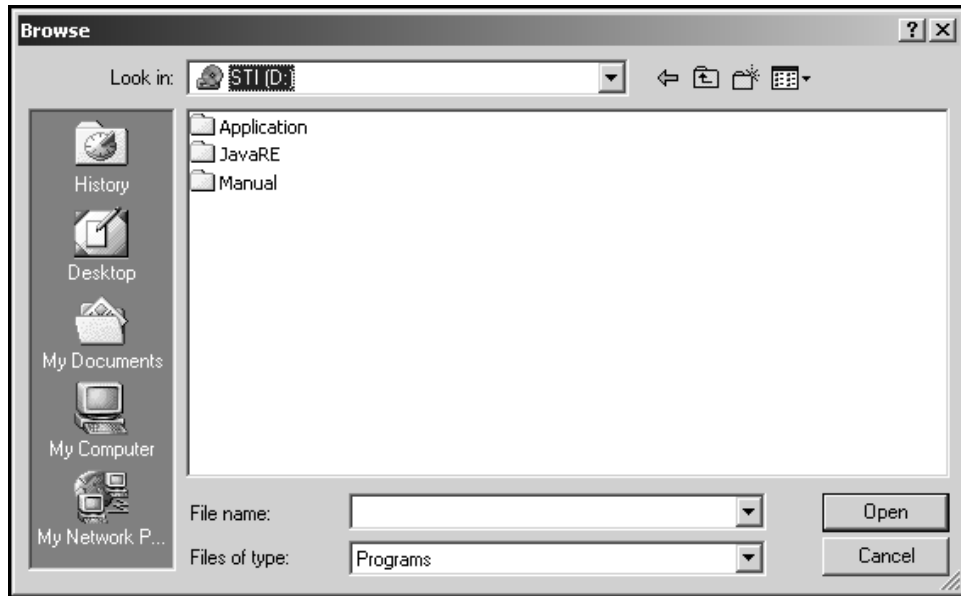 Browse
Look in: STI (D:)
Application
JavaRE
Manual
History
Desktop
My Documents
My Computer
My Network P...
File name:
Open
Files of type: Programs
Cancel